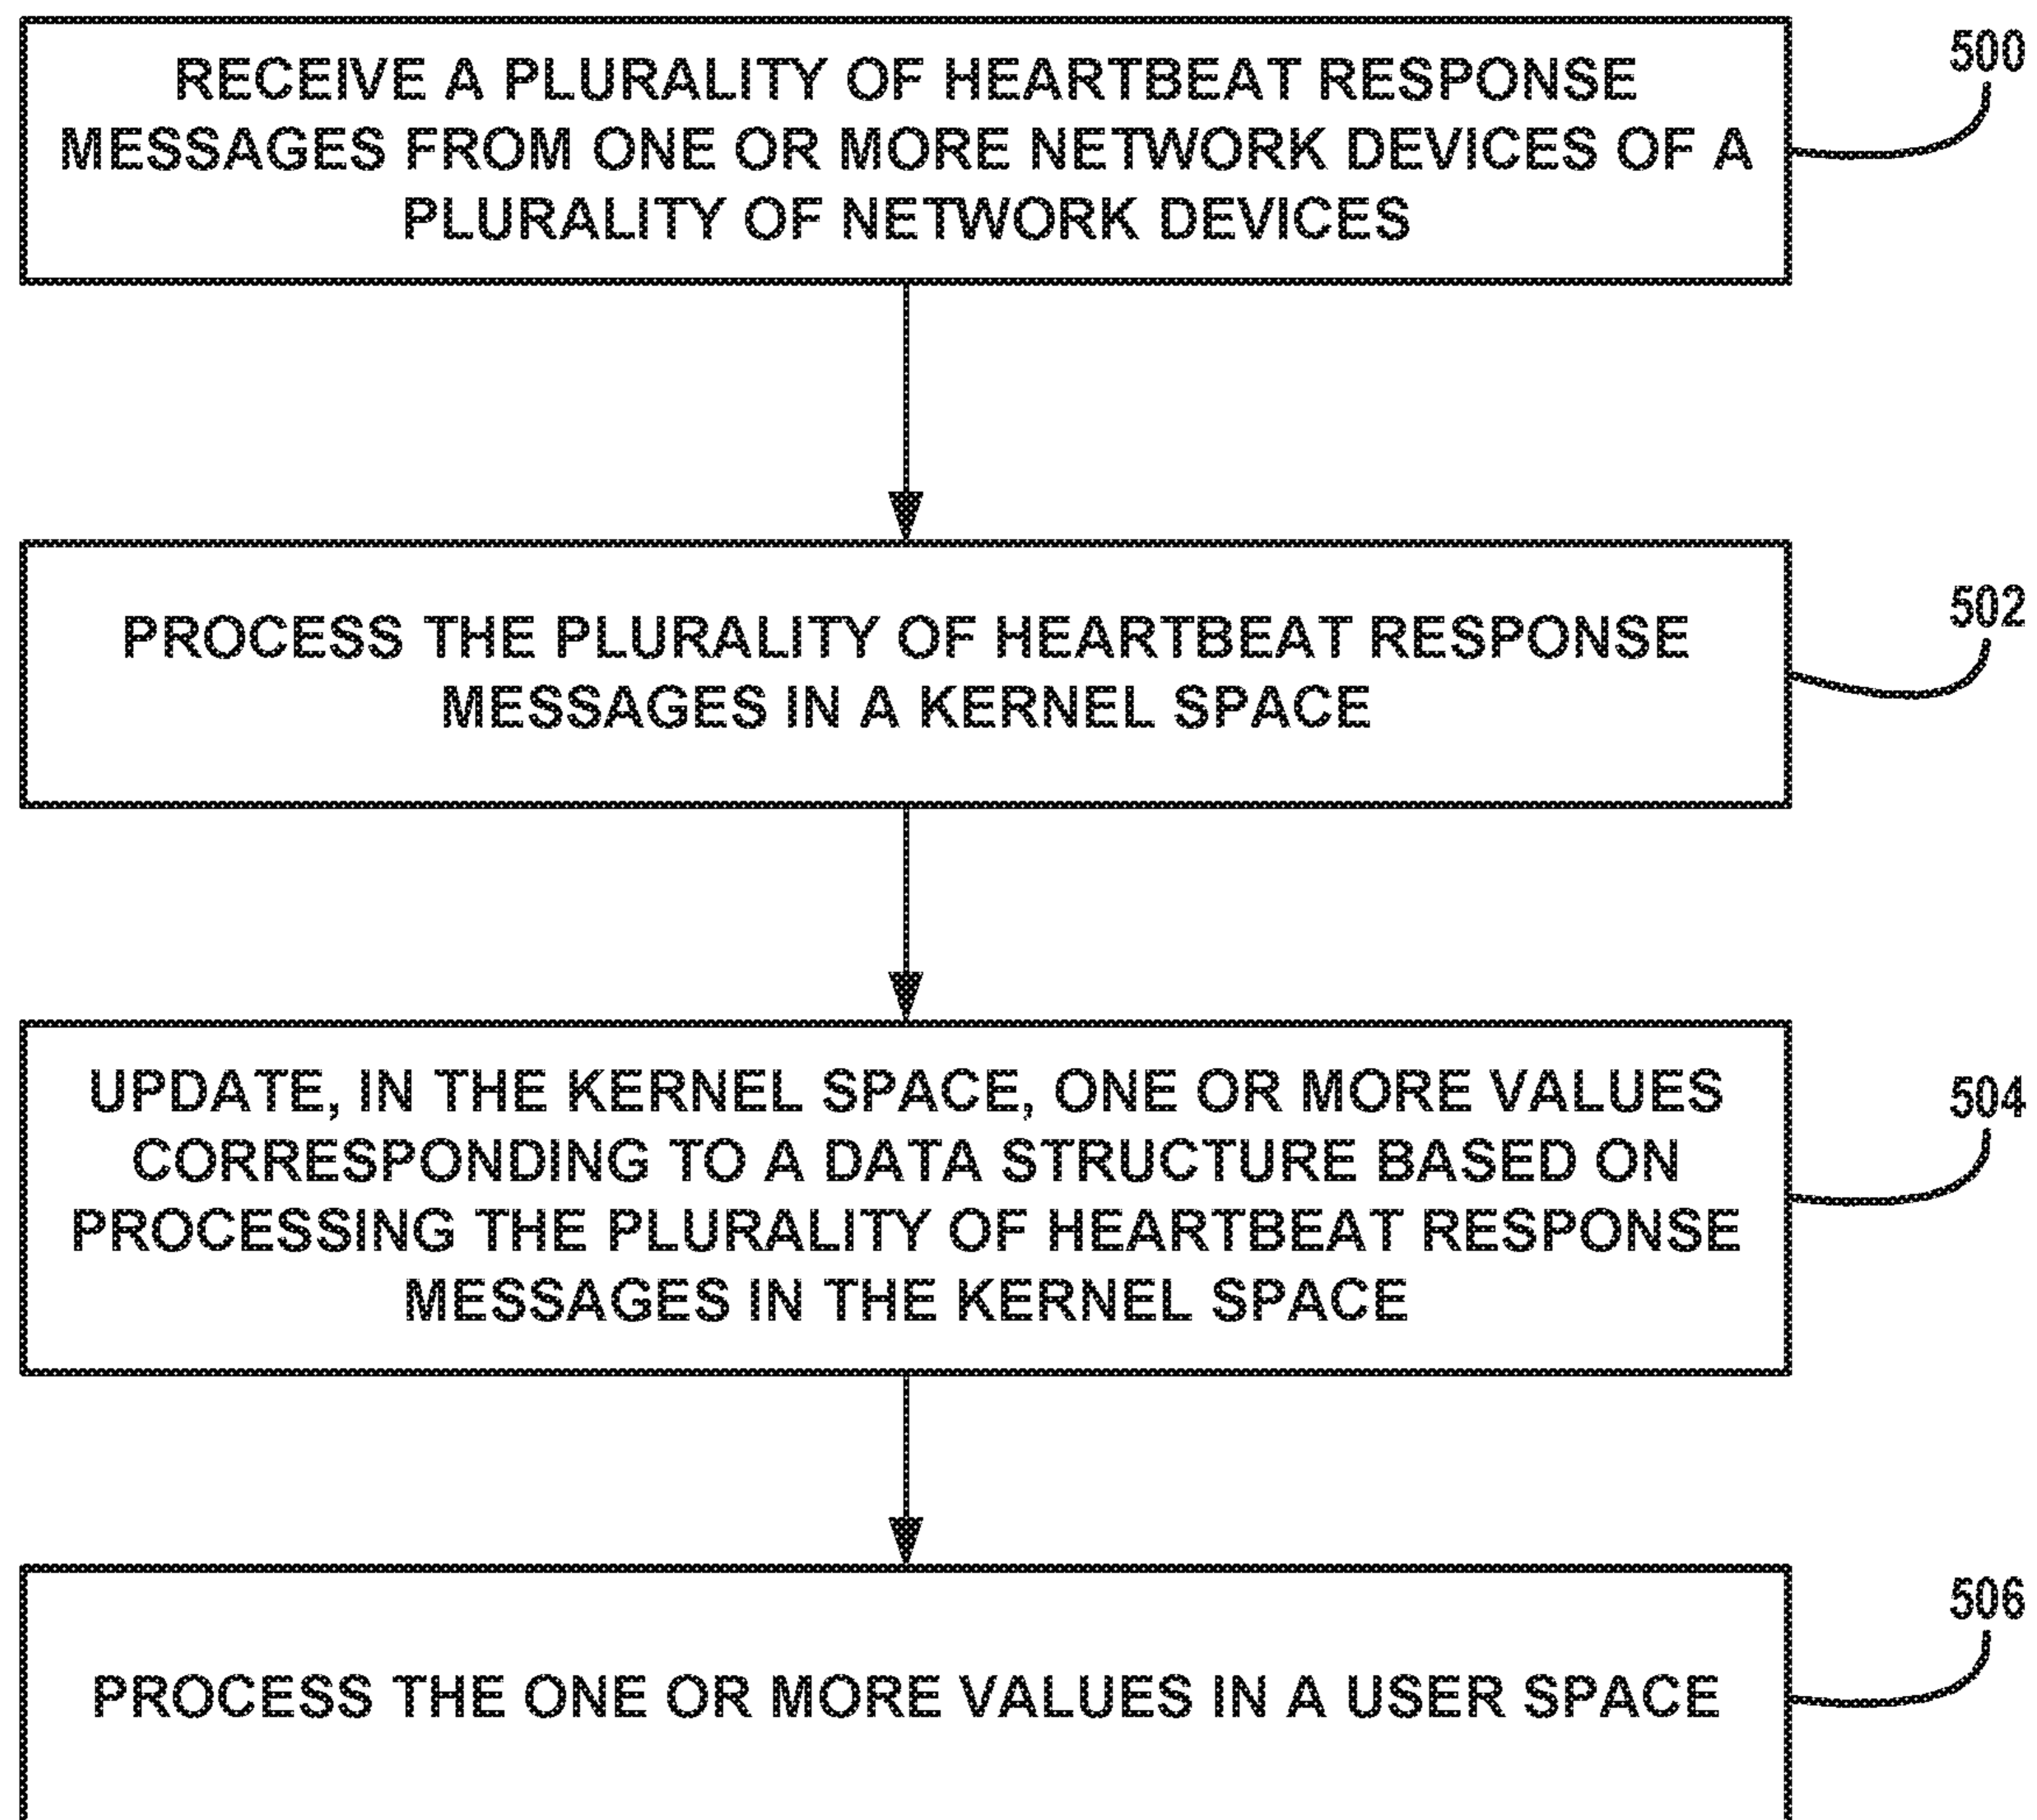 RECEIVE A PLURALITY OF HEARTBEAT RESPONSE
MESSAGES FROM ONE OR MORE NETWORK DEVICES OF A
PLURALITY OF NETWORK DEVICES
500
PROCESS THE PLURALITY OF HEARTBEAT RESPONSE
MESSAGES IN A KERNEL SPACE
502
UPDATE, IN THE KERNEL SPACE, ONE OR MORE VALUES
CORRESPONDING TO A DATA STRUCTURE BASED ON
PROCESSING THE PLURALITY OF HEARTBEAT RESPONSE
MESSAGES IN THE KERNEL SPACE
504
PROCESS THE ONE OR MORE VALUES IN A USER SPACE
506